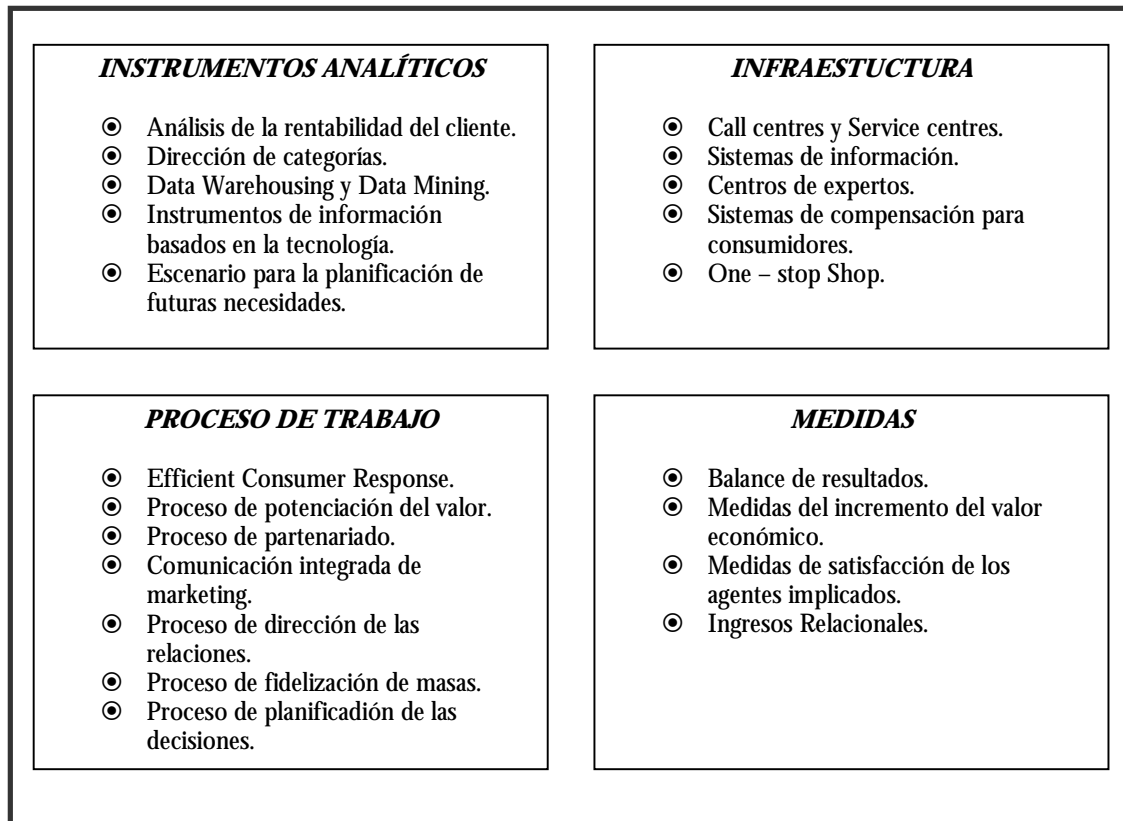 INSTRUMENTOS ANALÍTICOS
Análisis de la rentabilidad del cliente.
Dirección de categorías.
Data Warehousing y Data Mining.
Instrumentos de información
basados en la tecnología.
Escenario para la planificación de
futuras necesidades.
INFRAESTUCTURA
Call centres y Service centres.
Sistemas de información.
Centros de expertos.
Sistemas de compensación para
consumidores.
One – stop Shop.
PROCESO DE TRABAJO
Efficient Consumer Response.
Proceso de potenciación del valor.
Proceso de partenariado.
Comunicación integrada de
marketing.
Proceso de dirección de las
relaciones.
Proceso de fidelización de masas.
Proceso de planificadión de las
decisiones.
MEDIDAS
Balance de resultados.
Medidas del incremento del valor
económico.
Medidas de satisfacción de los
agentes implicados.
Ingresos Relacionales.